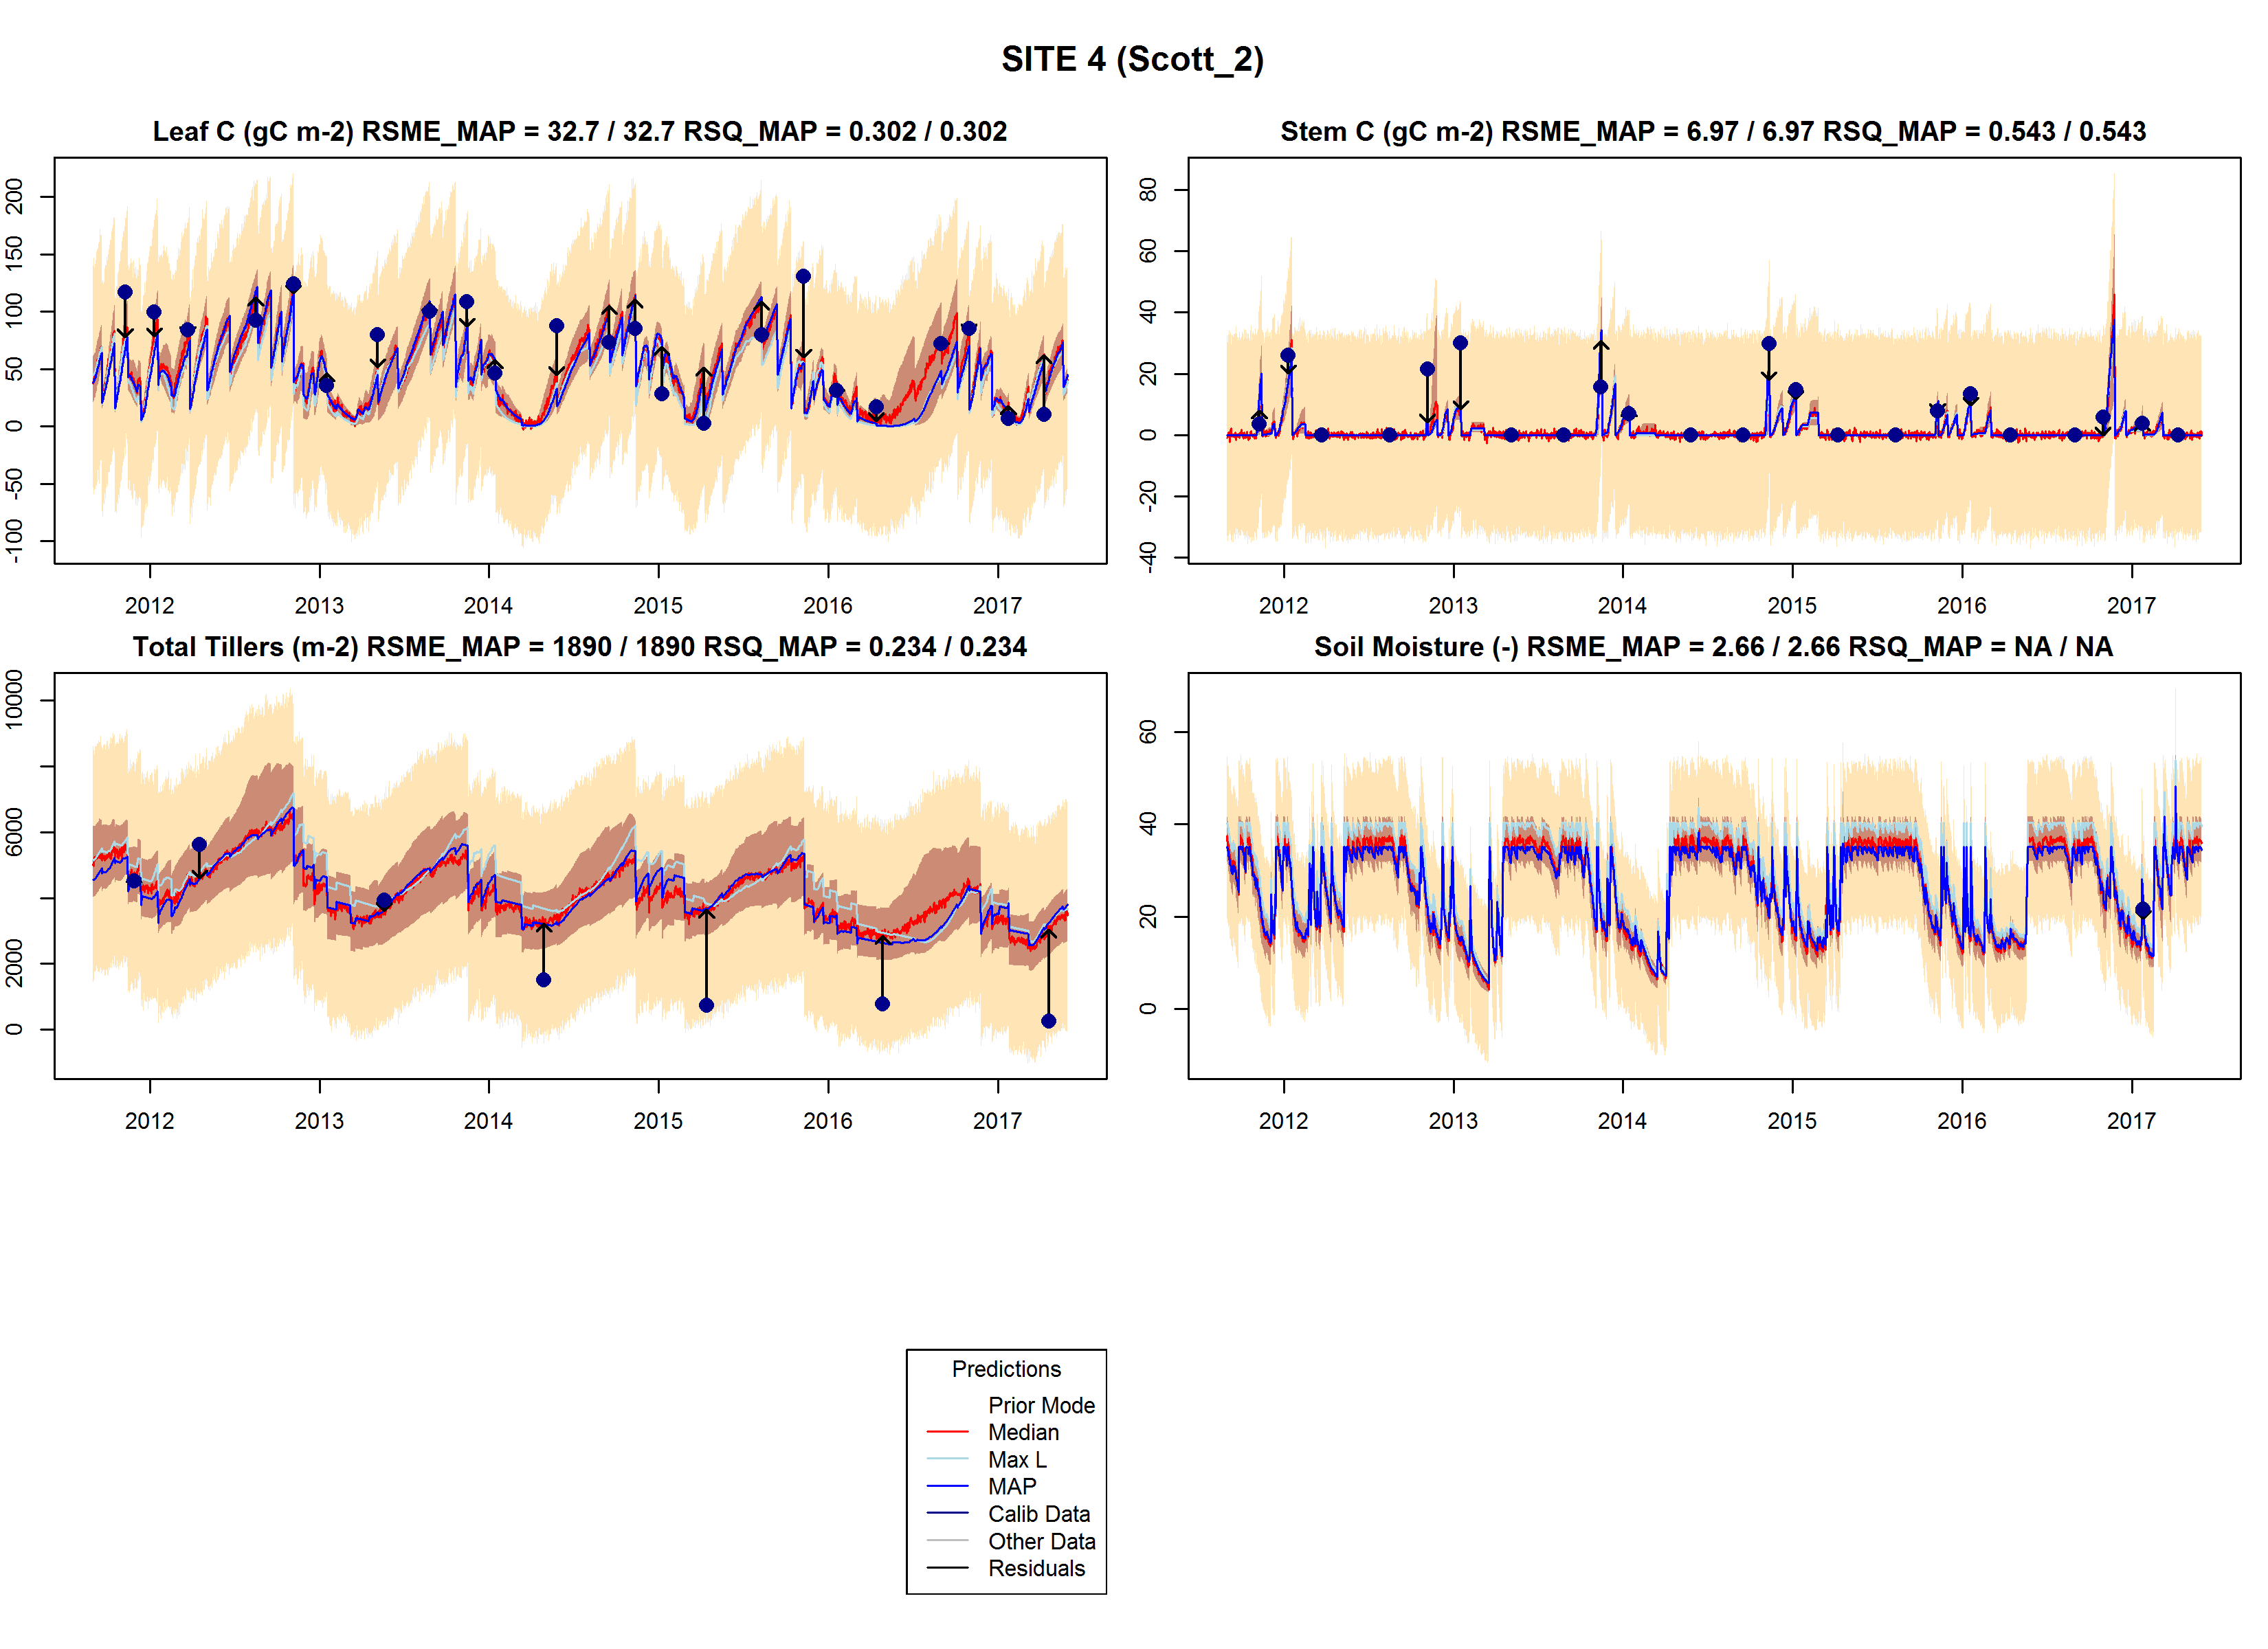 SITE 4 (Scott_2)
Leaf C (gC m-2) RSME_MAP = 32.7 / 32.7 RSQ_MAP = 0.302 / 0.302
200
150
100
50
0
-50
-100
2012 2013 2014 2015 2016 2017
Stem C (gC m-2) RSME_MAP = 6.97 / 6.97 RSQ_MAP = 0.543 / 0.543
80
60
40
20
0
-20
-40
2012 2013 2014 2015 2016 2017
Total Tillers (m-2) RSME_MAP = 1890 / 1890 RSQ_MAP = 0.234 / 0.234
10000
6000
2000
0
2012 2013 2014 2015 2016 2017
Soil Moisture (-) RSME_MAP = 2.66 / 2.66 RSQ_MAP = NA / NA
60
40
20
0
2012 2013 2014 2015 2016 2017
Predictions
Prior Mode
Median
Max L
MAP
Calib Data
Other Data
Residuals